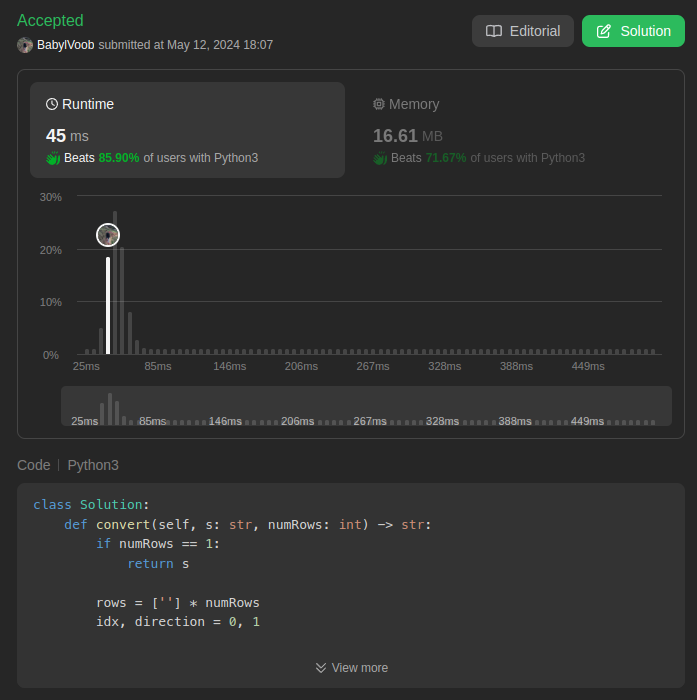 Accepted
BabylVoob submitted at May 12, 2024 18:07
Editorial
Solution
Runtime
45 ms
Beats 85.90% of users with Python3
Memory
16.61 MB
Beats 71.67% of users with Python3
30%
20%
10%
0%
25ms 85ms 146ms 206ms 267ms 328ms 388ms 449ms
25ms 85ms 146ms 206ms 267ms 328ms 388ms 449ms
Code | Python3
class Solution:
    def convert(self, s: str, numRows: int) -> str:
        if numRows == 1:
            return s
        rows = [''] * numRows
        idx, direction = 0, 1
View more